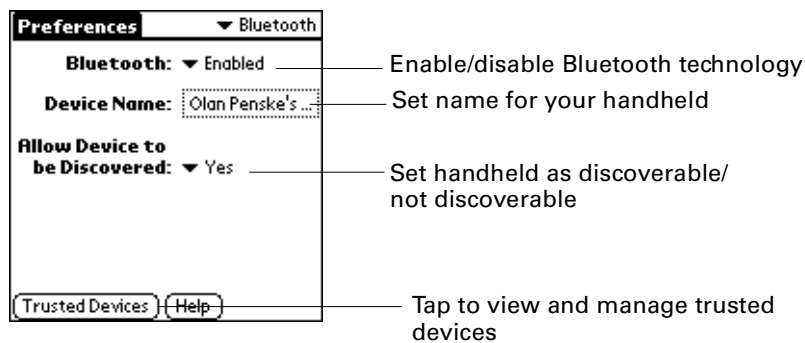 Preferences
Bluetooth
Bluetooth: Enabled
Enable/disable Bluetooth technology
Device Name: Olan Penske's ...
Set name for your handheld
Allow Device to
be Discovered: Yes
Set handheld as discoverable/
not discoverable
Trusted Devices
Help
Tap to view and manage trusted
devices